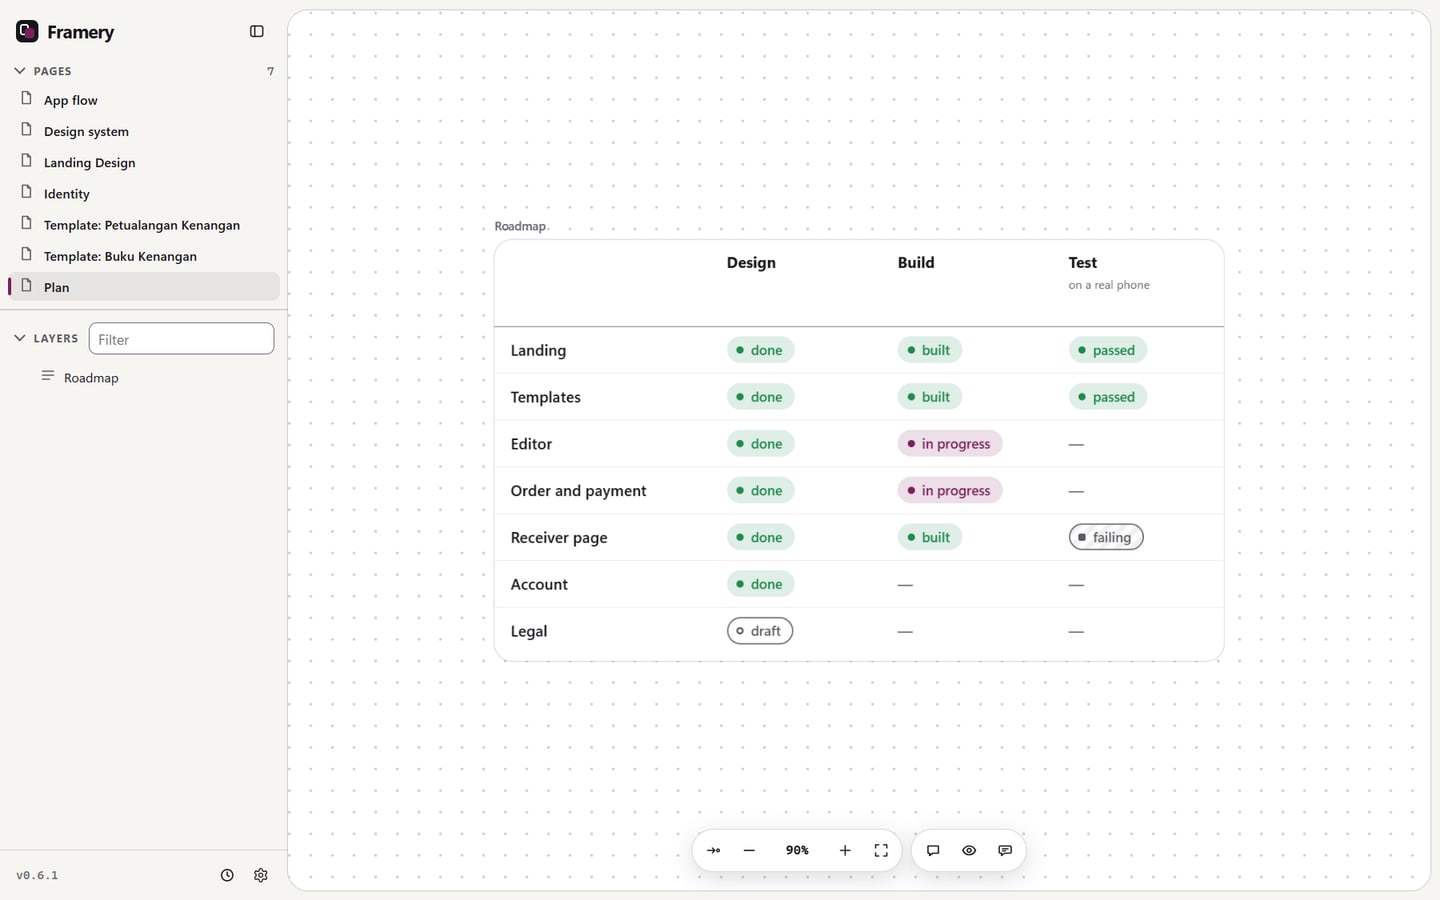 Framery
PAGES 7
App flow
Design system
Landing Design
Identity
Template: Petualangan Kenangan
Template: Buku Kenangan
Plan
LAYERS Filter
Roadmap
v0.6.1
Roadmap
Design Build Test
on a real phone
Landing done built passed
Templates done built passed
Editor done in progress —
Order and payment done in progress —
Receiver page done built failing
Account done — —
Legal draft — —
90%